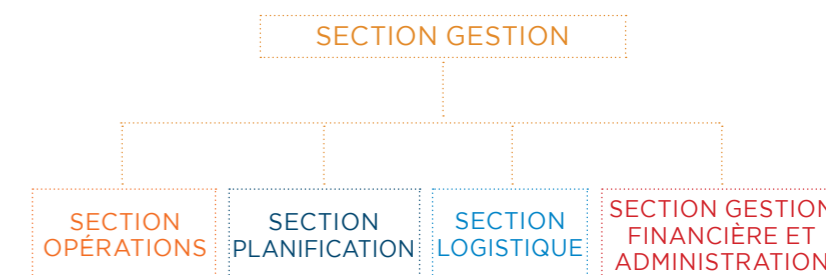 SECTION GESTION
SECTION
OPÉRATIONS
SECTION
PLANIFICATION
SECTION
LOGISTIQUE
SECTION GESTION
FINANCIÈRE ET
ADMINISTRATION